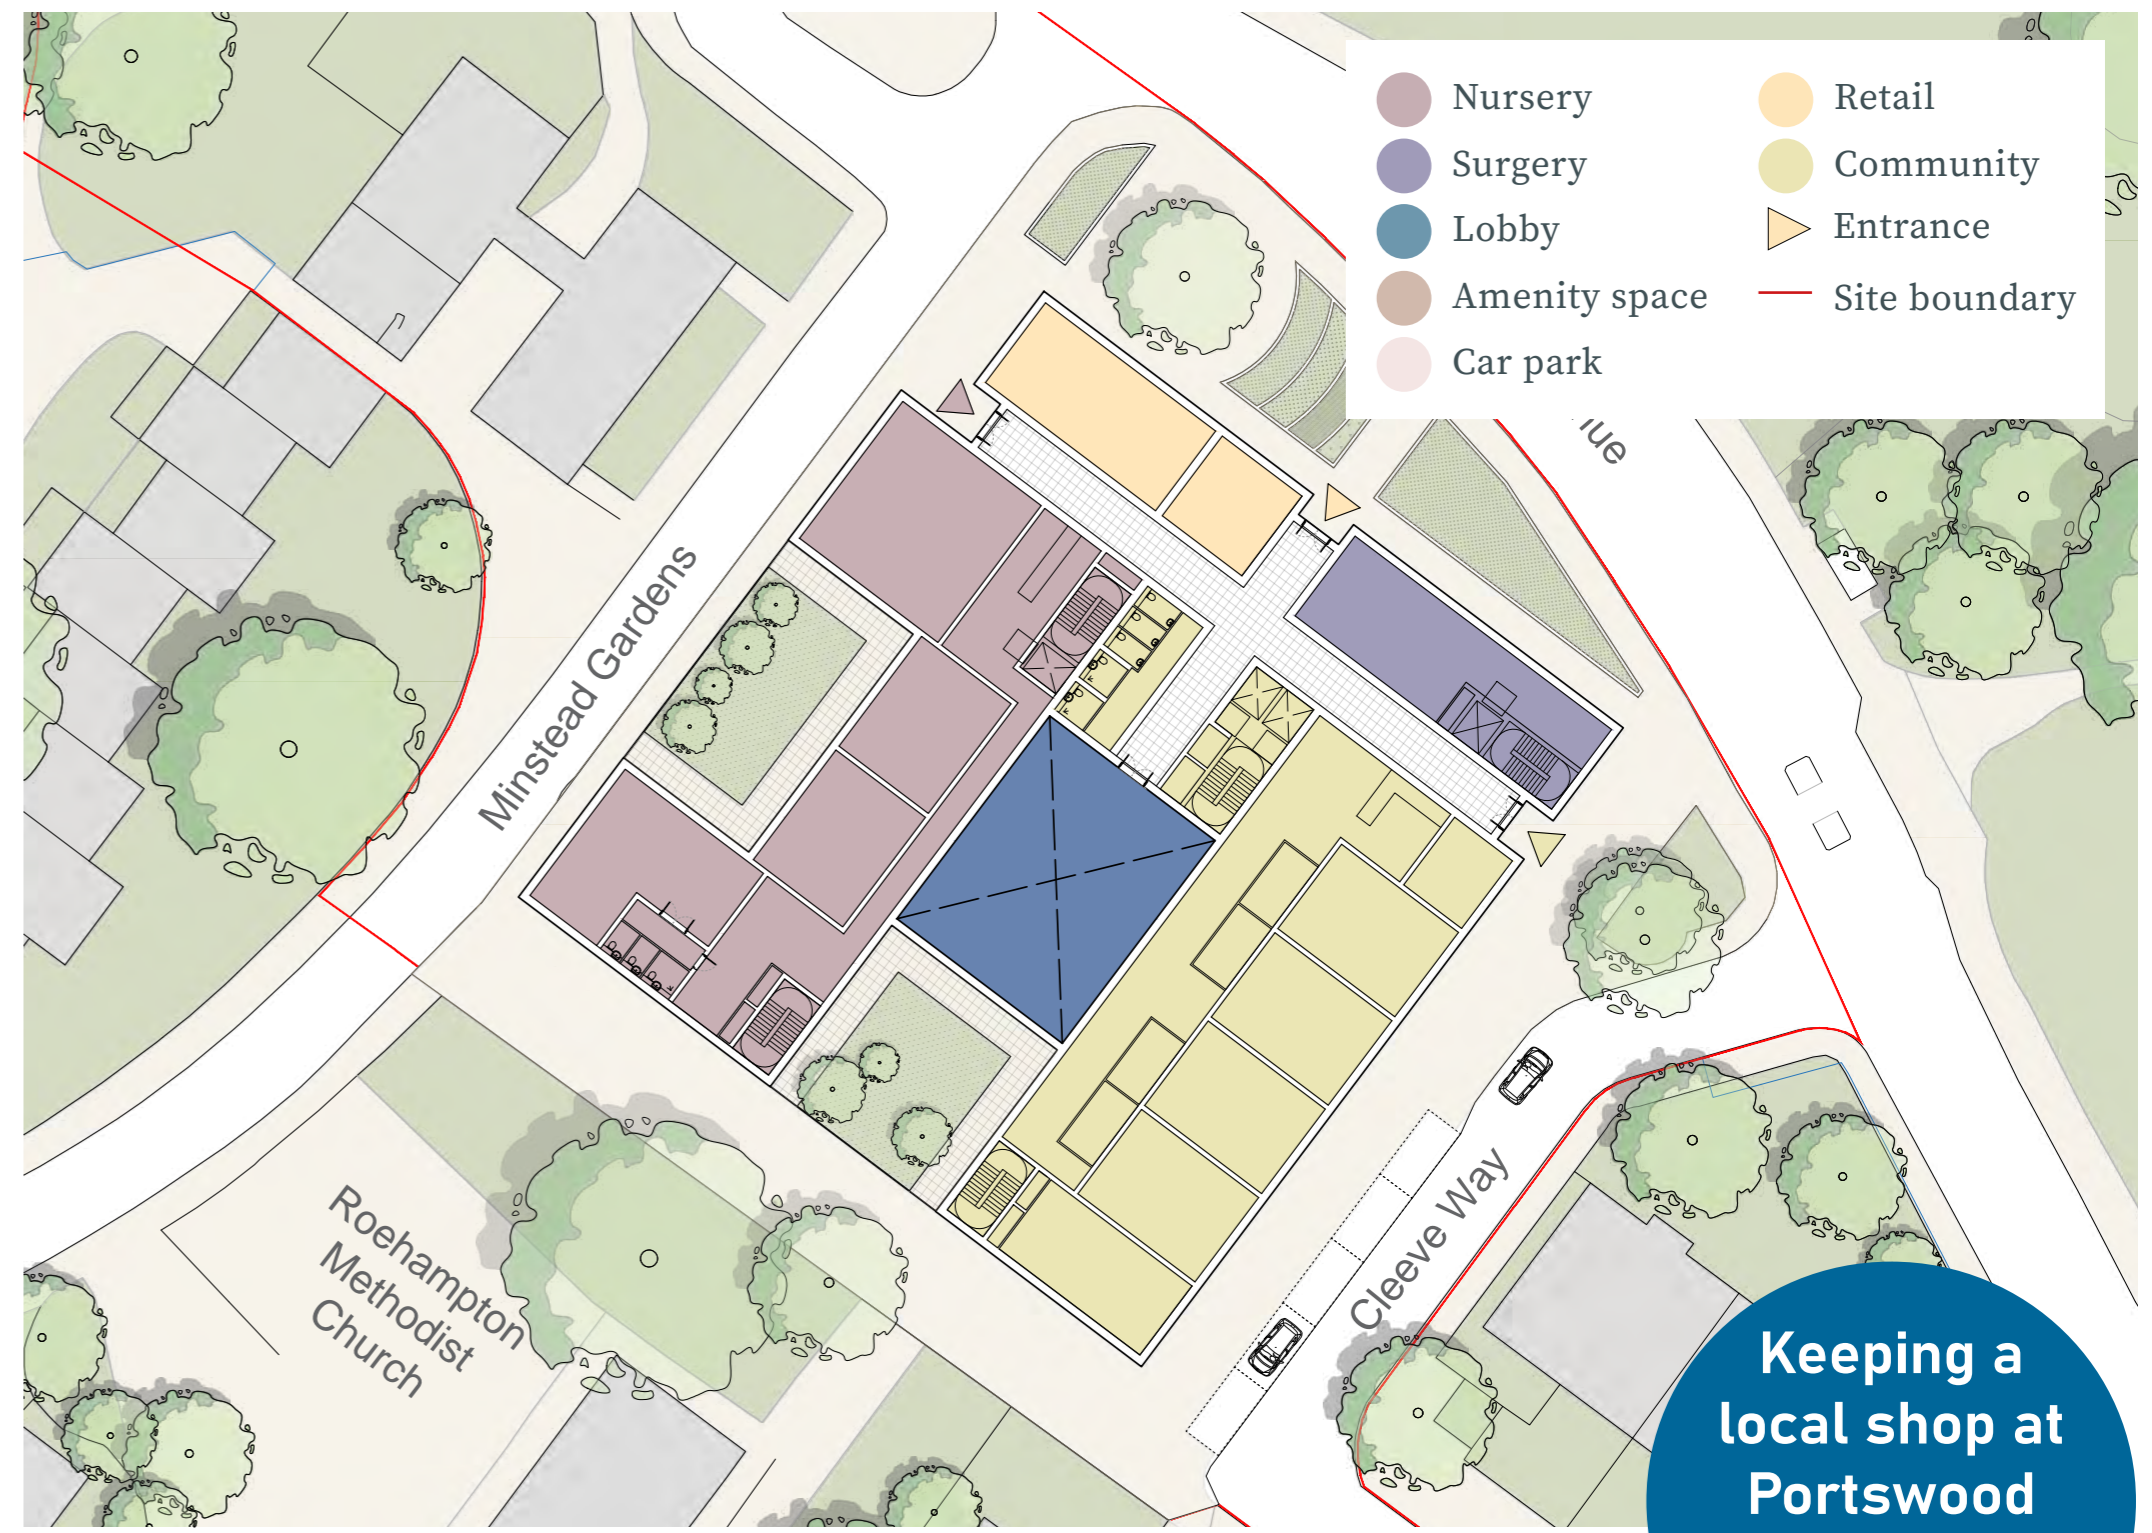 Nursery
Surgery
Lobby
Amenity space
Car park
Retail
Community
Entrance
Site boundary
Minstead Gardens
Roehampton
Methodist
Church
Cleeve Way
Keeping a
local shop at
Portswood